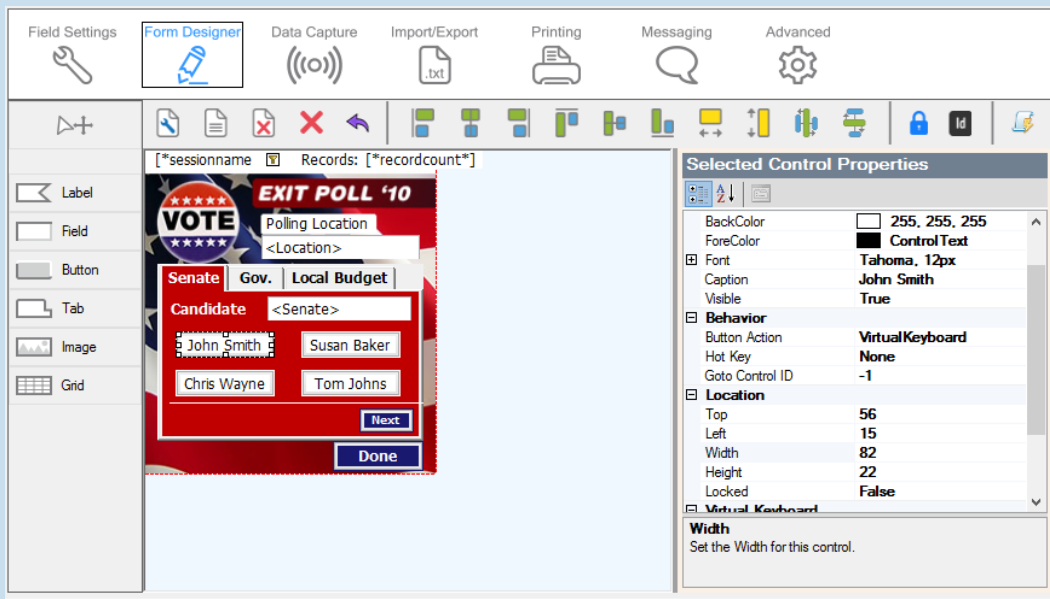 Field Settings
Form Designer
Data Capture
Import/Export
Printing
Messaging
Advanced
.txt
Id
[*sessionname
Records: [*recordcount*]
Label
Field
Button
Tab
Image
Grid
VOTE
EXIT POLL ‘10
Polling Location
<Location>
Senate
Gov.
Local Budget
Candidate
<Senate>
John Smith
Susan Baker
Chris Wayne
Tom Johns
Next
Done
Selected Control Properties
A
Z
BackColor 255, 255, 255
ForeColor ControlText
Font Tahoma, 12px
Caption John Smith
Visible True
Behavior
Button Action VirtualKeyboard
Hot Key None
Goto Control ID -1
Location
Top 56
Left 15
Width 82
Height 22
Locked False
Virtual Keyboard
Width
Set the Width for this control.